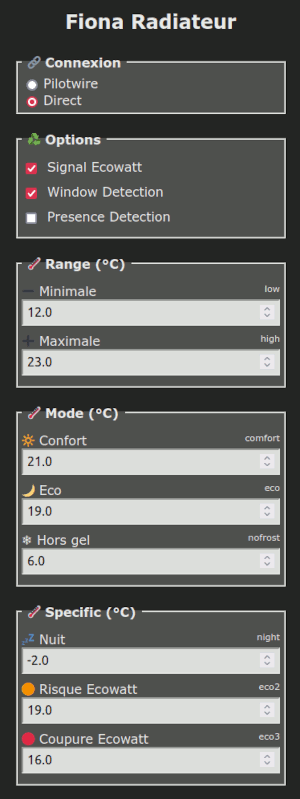 Fiona Radiateur
Connexion
Pilotwire
Direct
Options
Signal Ecowatt
Window Detection
Presence Detection
Range (°C)
Minimale low
12.0
Maximale high
23.0
Mode (°C)
Confort comfort
21.0
Eco eco
19.0
Hors gel nofrost
6.0
Specific (°C)
Nuit night
-2.0
Risque Ecowatt eco2
19.0
Coupure Ecowatt eco3
16.0